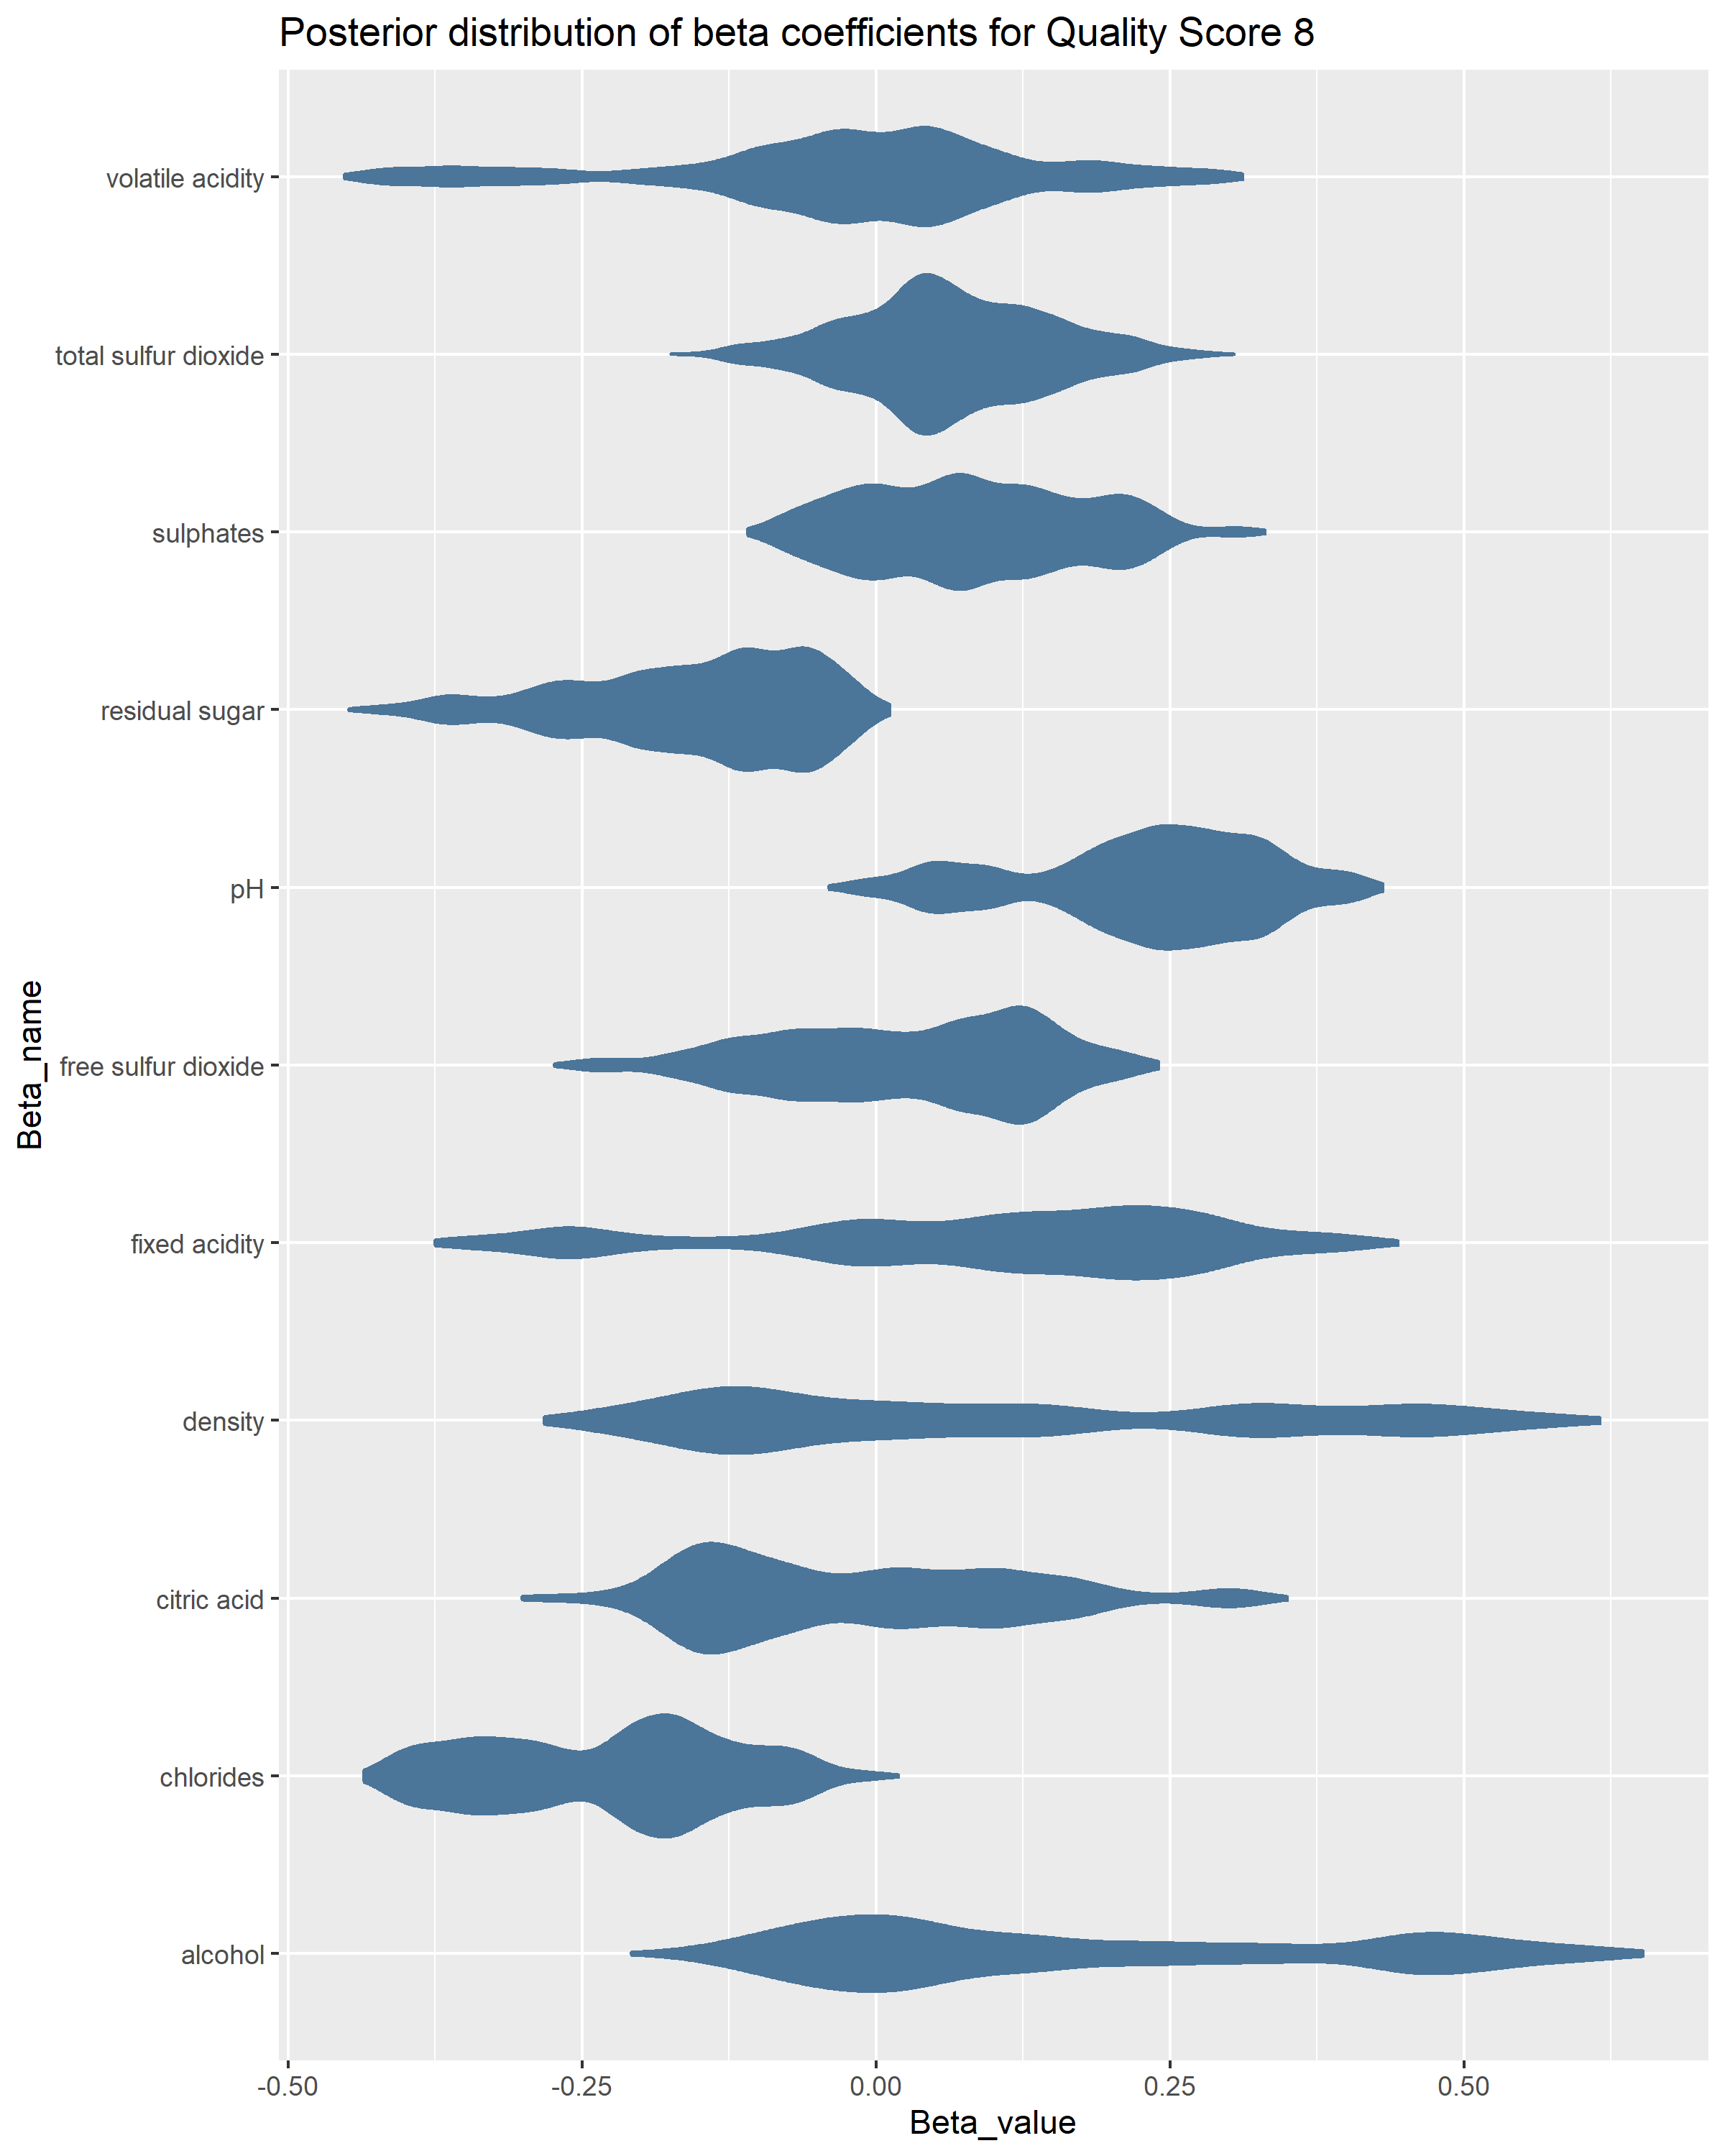 Posterior distribution of beta coefficients for Quality Score 8
volatile acidity
total sulfur dioxide
sulphates
residual sugar
pH
free sulfur dioxide
fixed acidity
density
citric acid
chlorides
alcohol
Beta_name
-0.50 -0.25 0.00 0.25 0.50
Beta_value